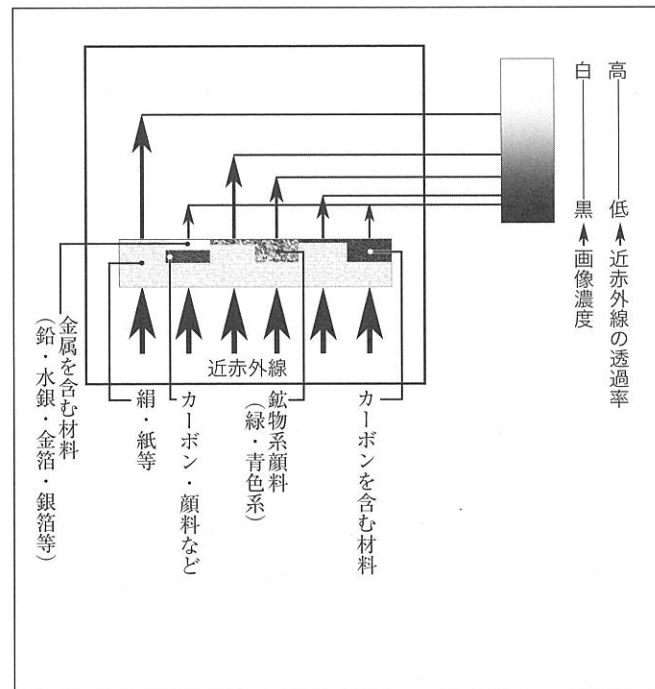 高
低
近赤外線の透過率
白
黒
画像濃度
近赤外線
カーボンを含む材料
鉱物系顔料
(緑・青色系)
カーボン・顔料など
絹・紙等
金属を含む材料
(鉛・水銀・金箔・銀箔等)